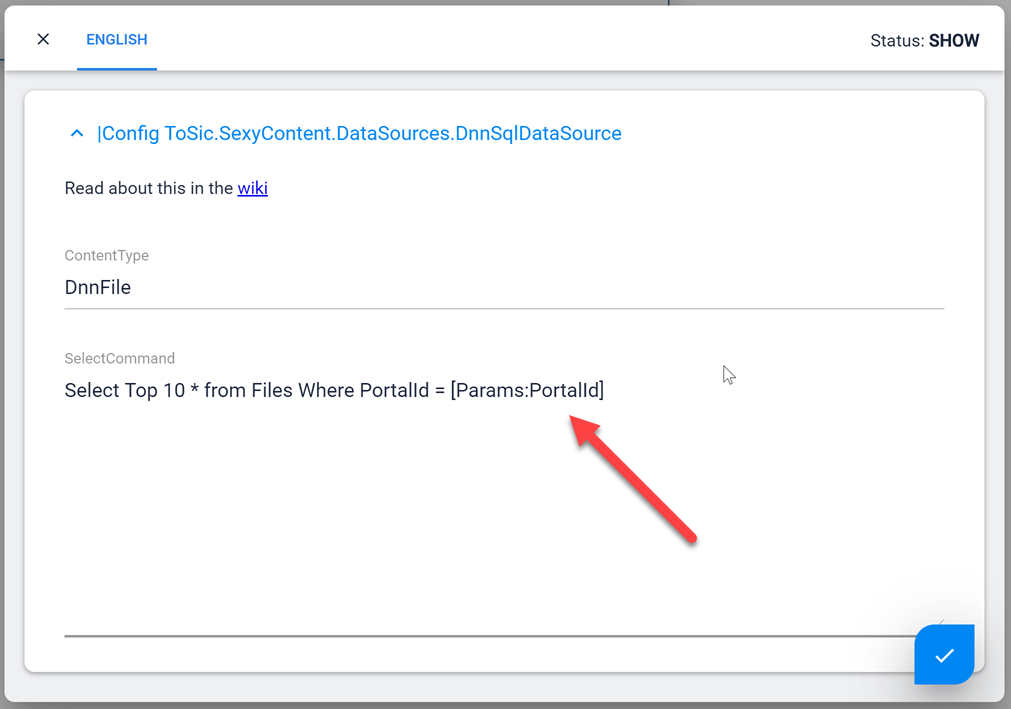 ENGLISH
Status: SHOW
|Config ToSic.SexyContent.DataSources.DnnSqlDataSource
Read about this in the wiki
ContentType
DnnFile
SelectCommand
Select Top 10 * from Files Where PortalId = [Params:PortalId]